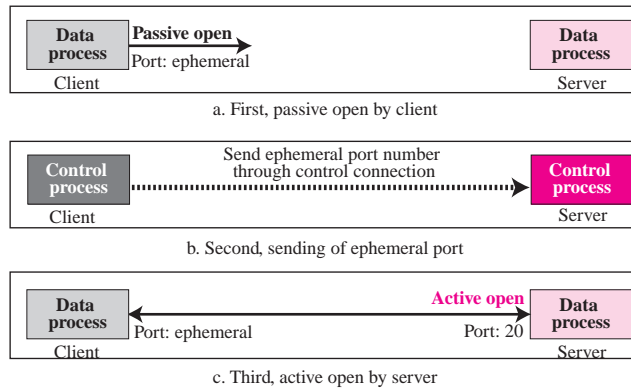 Data
process
Passive open
Port: ephemeral
Client
Data
process
Server
a. First, passive open by client
Control
process
Client
Send ephemeral port number
through control connection
Control
process
Server
b. Second, sending of ephemeral port
Data
process
Port: ephemeral
Client
Active open
Port: 20
Data
process
Server
c. Third, active open by server